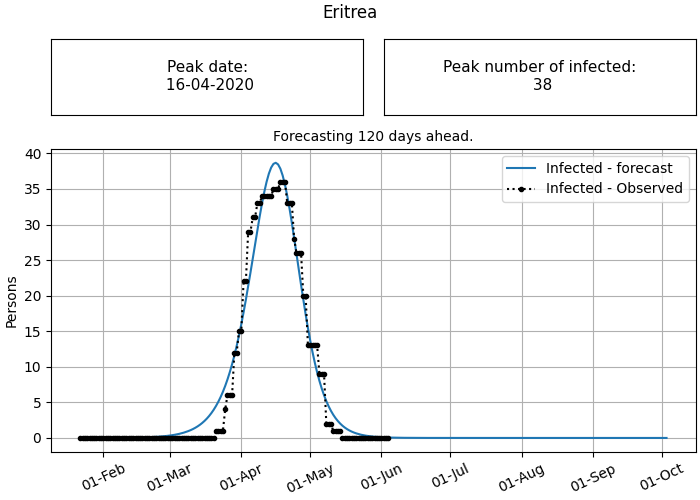 Eritrea
Peak date:
16-04-2020
Peak number of infected:
38
Forecasting 120 days ahead.
Infected - forecast
Infected - Observed
Persons
40
35
30
25
20
15
10
5
0
01-Feb
01-Mar
01-Apr
01-May
01-Jun
01-Jul
01-Aug
01-Sep
01-Oct